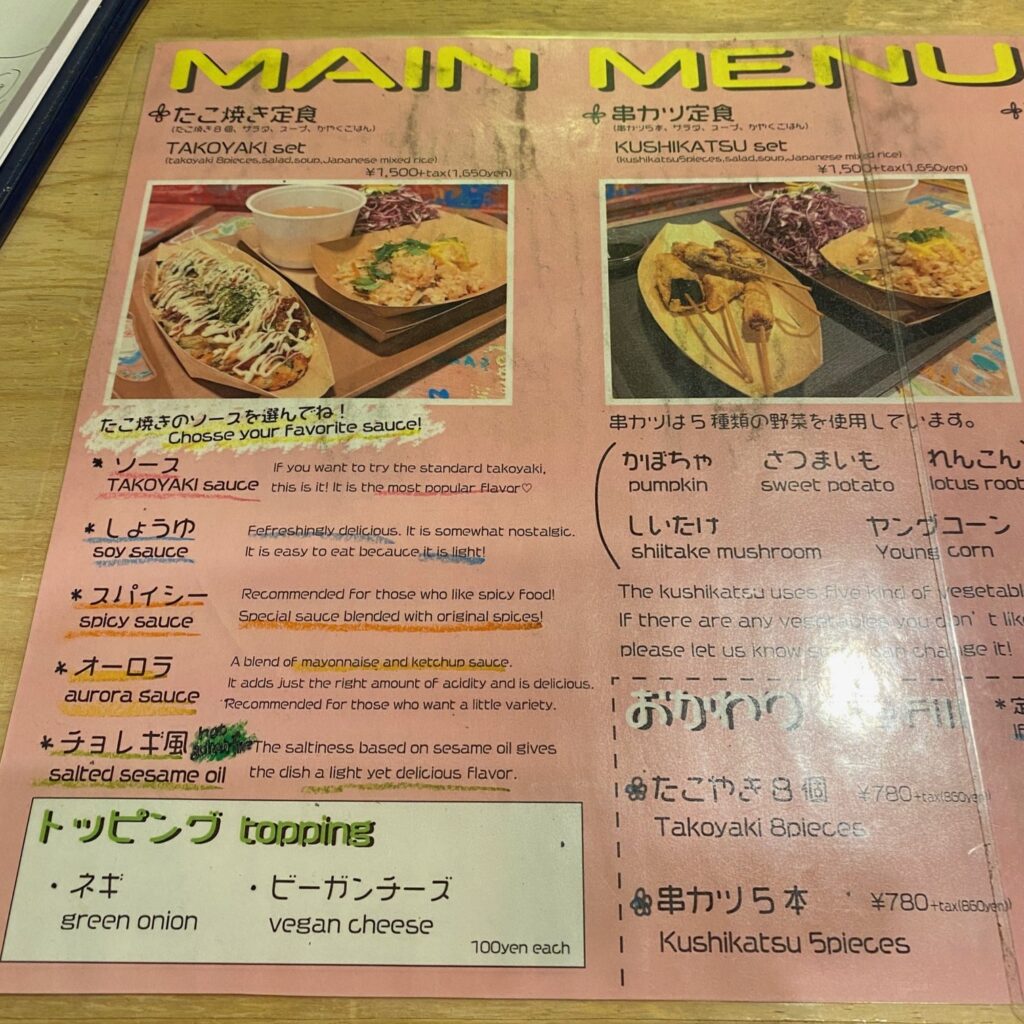 MAIN MENU
たこ焼き定食
(たこ焼き8個、サラダ、スープ、かやくごはん)
TAKOYAKI set
(takoyaki 8pieces,salad,soup,Japanese mixed rice)
¥1,500+tax(1,650yen)
たこ焼きのソースを選んでね！
Chosse your favorite sauce!
* ソース
TAKOYAKI sauce
If you want to try the standard takoyaki,
this is it! It is the most popular flavor♡
* しょうゆ
soy sauce
Fefreshingly delicious. It is somewhat nostalgic.
It is easy to eat because it is light!
* スパイシー
spicy sauce
Recommended for those who like spicy food!
Special sauce blended with original spices!
* オーロラ
aurora sauce
A blend of mayonnaise and ketchup sauce.
It adds just the right amount of acidity and is delicious.
Recommended for those who want a little variety.
* チョレギ風
salted sesame oil
The saltiness based on sesame oil gives
the dish a light yet delicious flavor.
トッピング topping
・ネギ
green onion
・ビーガンチーズ
vegan cheese
100yen each
串カツ定食
(串カツ5本、サラダ、スープ、かやくごはん)
KUSHIKATSU set
(kushikatsu5pieces,salad,soup,Japanese mixed rice)
¥1,500+tax(1,650yen)
串カツは5種類の野菜を使用しています。
かぼちゃ さつまいも れんこん
pumpkin sweet potato lotus root
しいたけ ヤングコーン
shiitake mushroom Young corn
The kushikatsu uses five kind of
If there are any vegetables you don't like
please let us know change it!
おかわり
たこやき8個 ¥780+tax(860yen)
Takoyaki 8pieces
串カツ5本 ¥780+tax(860yen)
Kushikatsu 5pieces